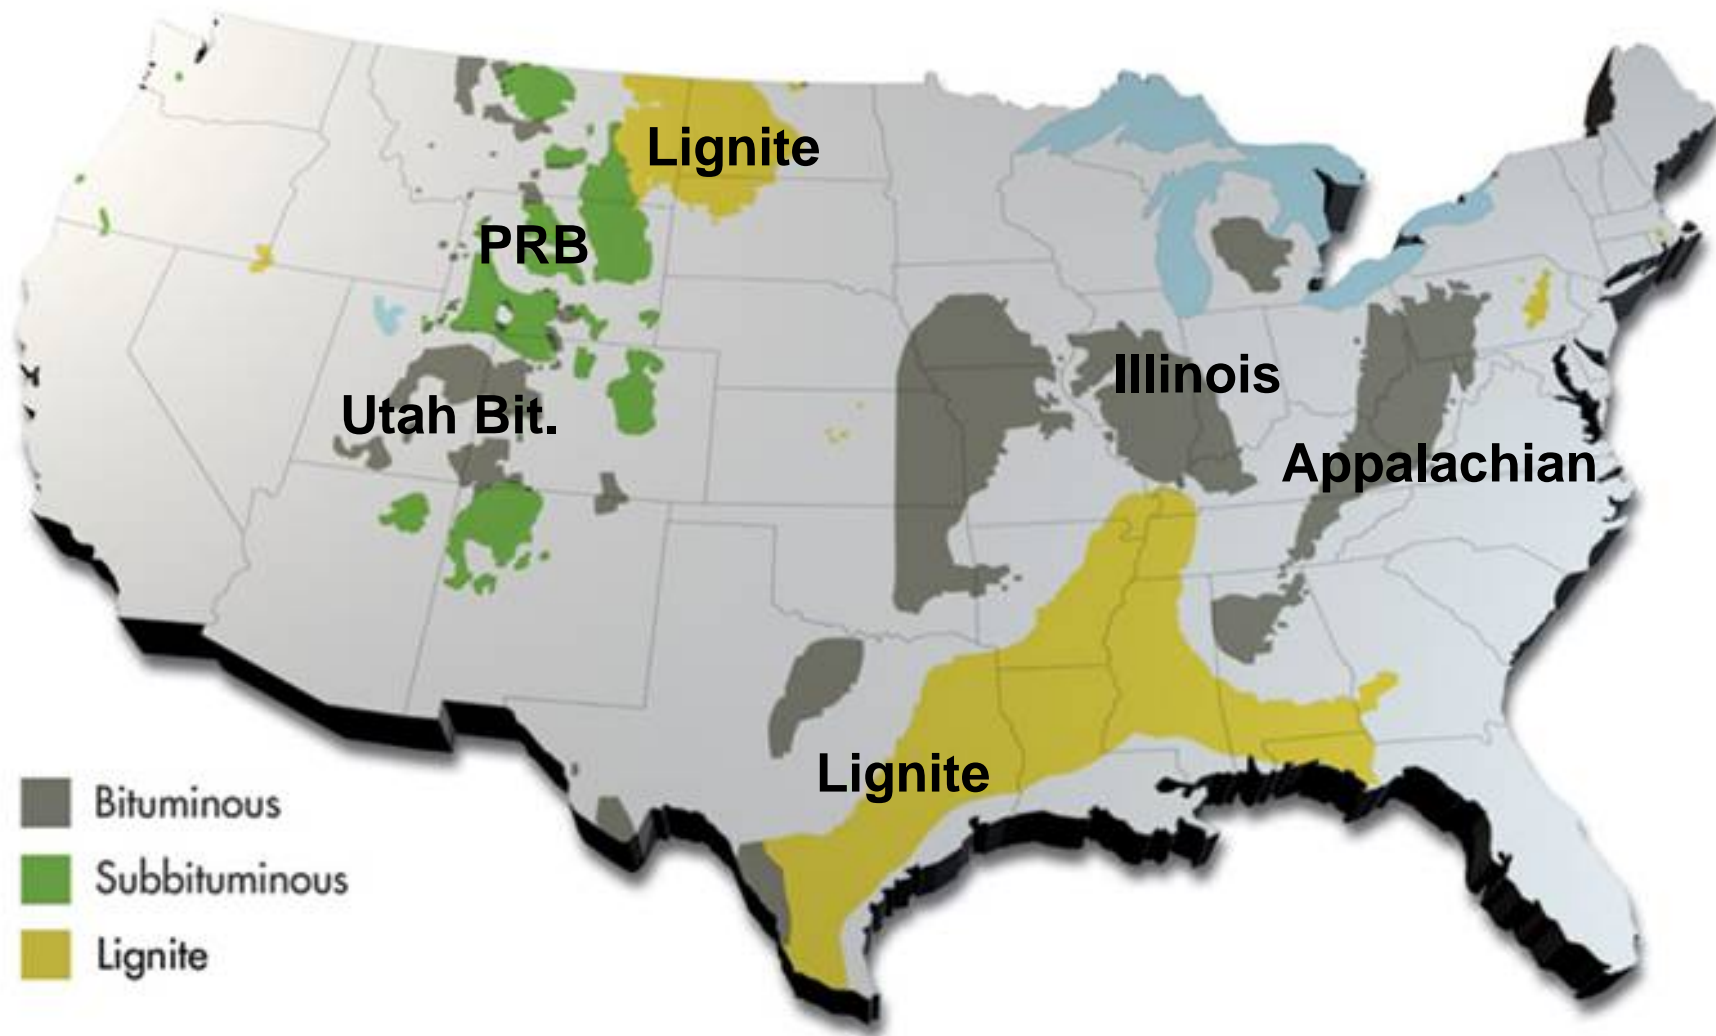 Lignite
PRB
Illinois
Utah Bit.
Appalachian
Lignite
Bituminous
Subbituminous
Lignite